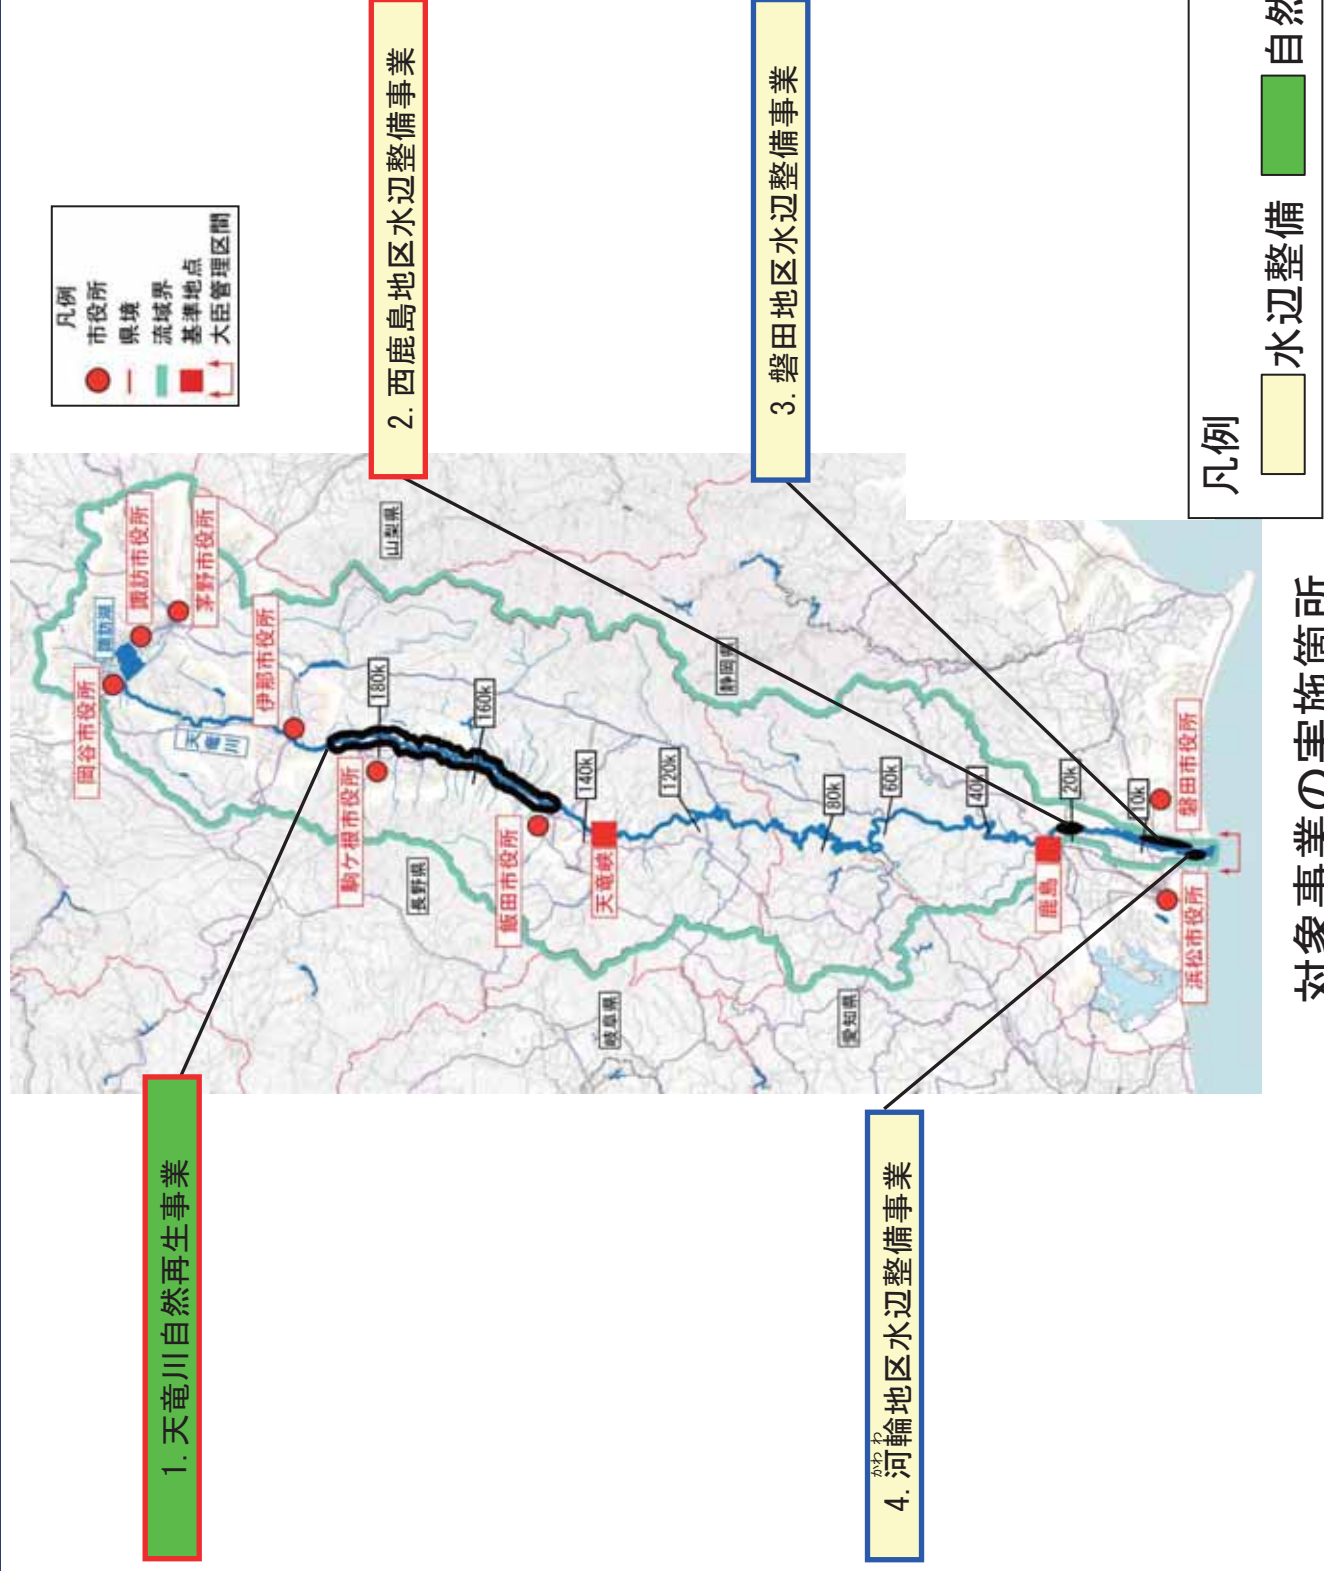 凡例
市役所
県境
流域界
基準地点
大臣管理区間
1. 天竜川自然再生事業
2. 西鹿島地区水辺整備事業
3. 磐田地区水辺整備事業
かわ わ
4. 河輪地区水辺整備事業
岡谷市役所
諏訪湖
諏訪市役所
茅野市役所
天竜川
伊那市役所
山梨県
駒ケ根市役所
180k
160k
長野県
飯田市役所
140k
天竜峡
120k
静岡県
岐阜県
80k
60k
愛知県
40k
鹿島
20k
10k
磐田市役所
浜松市役所
凡例
水辺整備
自然
対象事業の実施箇所